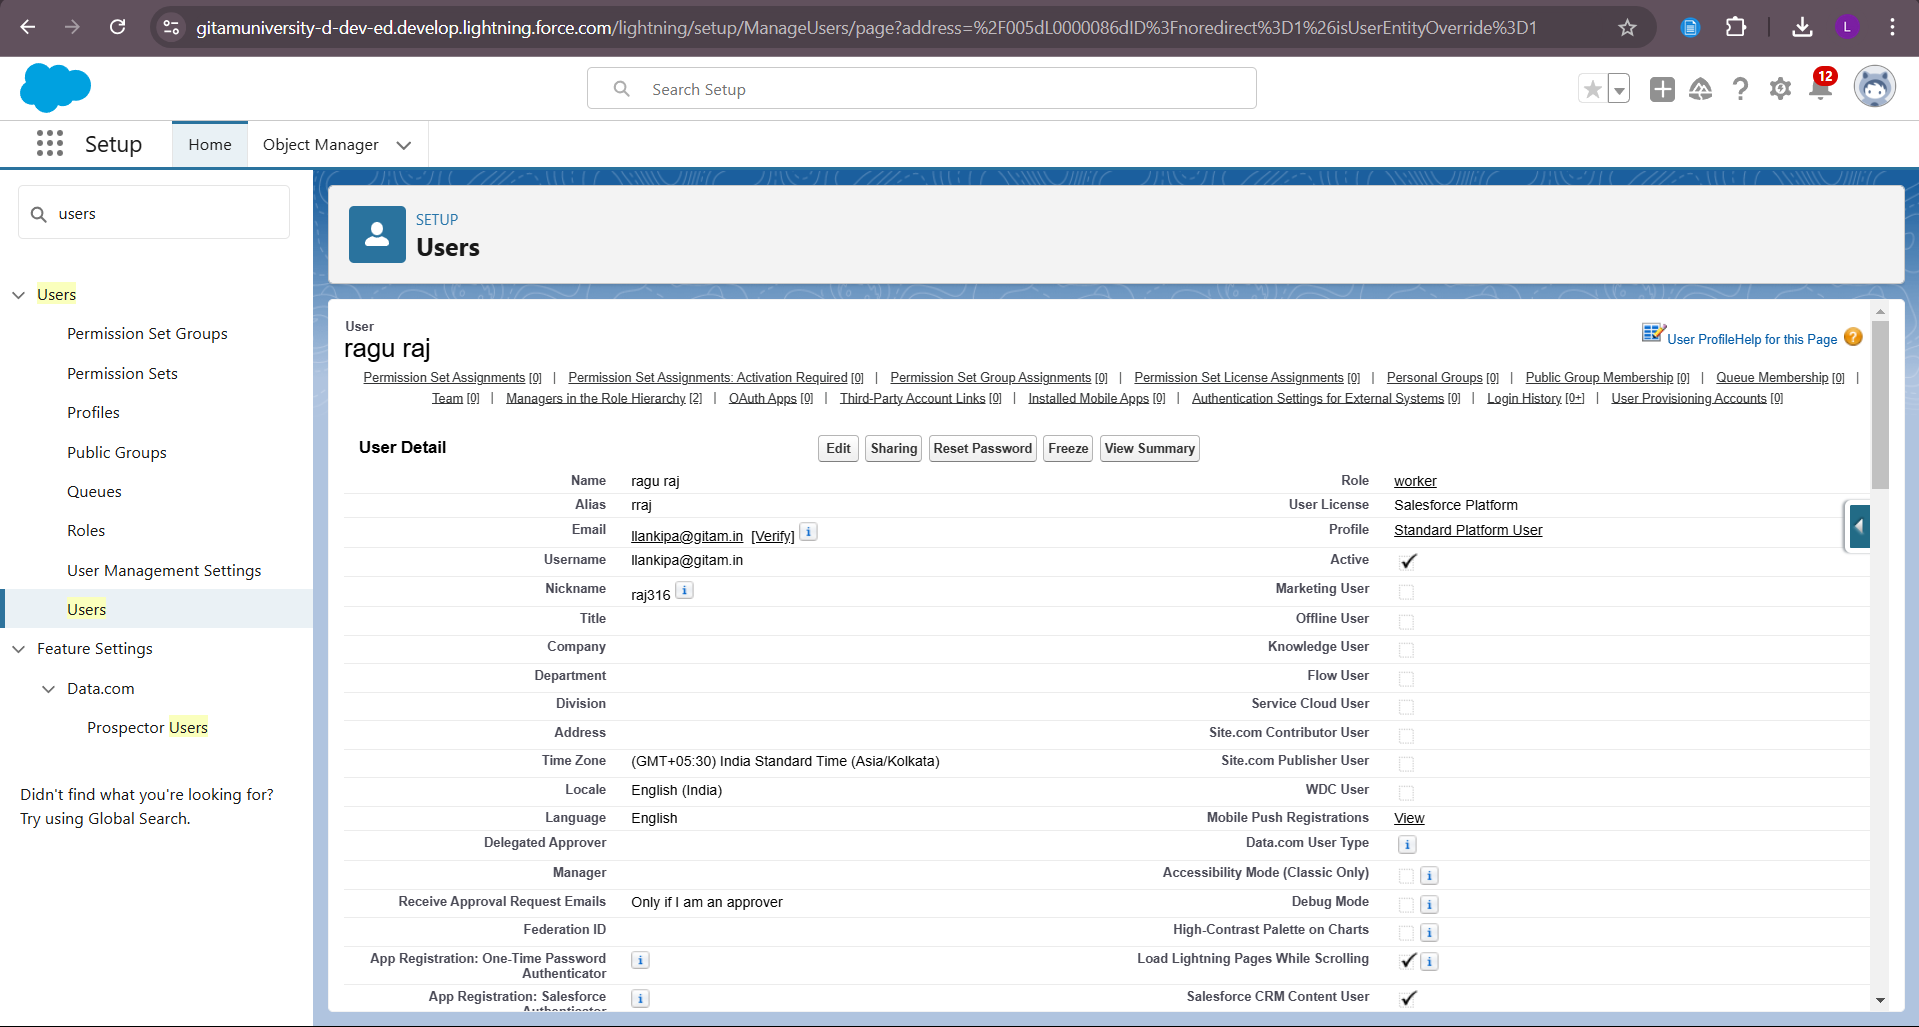 gitamuniversity-d-dev-ed.develop.lightning.force.com/lightning/setup/ManageUsers/page?address=%2F005dL0000086dID%3Fnoredirect%3D1%26isUserEntityOverride%3D1
L
Search Setup
12
Setup
Home
Object Manager
users
Users
Permission Set Groups
Permission Sets
Profiles
Public Groups
Queues
Roles
User Management Settings
Users
Feature Settings
Data.com
Prospector Users
Didn't find what you're looking for?
Try using Global Search.
SETUP
Users
User
ragu raj
User Profile Help for this Page
Permission Set Assignments [0] | Permission Set Assignments: Activation Required [0] | Permission Set Group Assignments [0] | Permission Set License Assignments [0] | Personal Groups [0] | Public Group Membership [0] | Queue Membership [0] |
Team [0] | Managers in the Role Hierarchy [2] | OAuth Apps [0] | Third-Party Account Links [0] | Installed Mobile Apps [0] | Authentication Settings for External Systems [0] | Login History [0+] | User Provisioning Accounts [0]
User Detail
Edit Sharing Reset Password Freeze View Summary
Name ragu raj Role worker
Alias rraj User License Salesforce Platform
Email llankipa@gitam.in [Verify] i Profile Standard Platform User
Username llankipa@gitam.in Active
Nickname raj316 i Marketing User
Title Offline User
Company Knowledge User
Department Flow User
Division Service Cloud User
Address Site.com Contributor User
Time Zone (GMT+05:30) India Standard Time (Asia/Kolkata) Site.com Publisher User
Locale English (India) WDC User
Language English Mobile Push Registrations View
Delegated Approver Data.com User Type i
Manager Accessibility Mode (Classic Only) i
Receive Approval Request Emails Only if I am an approver Debug Mode i
Federation ID High-Contrast Palette on Charts i
App Registration: One-Time Password Authenticator i Load Lightning Pages While Scrolling i
App Registration: Salesforce Authenticator i Salesforce CRM Content User